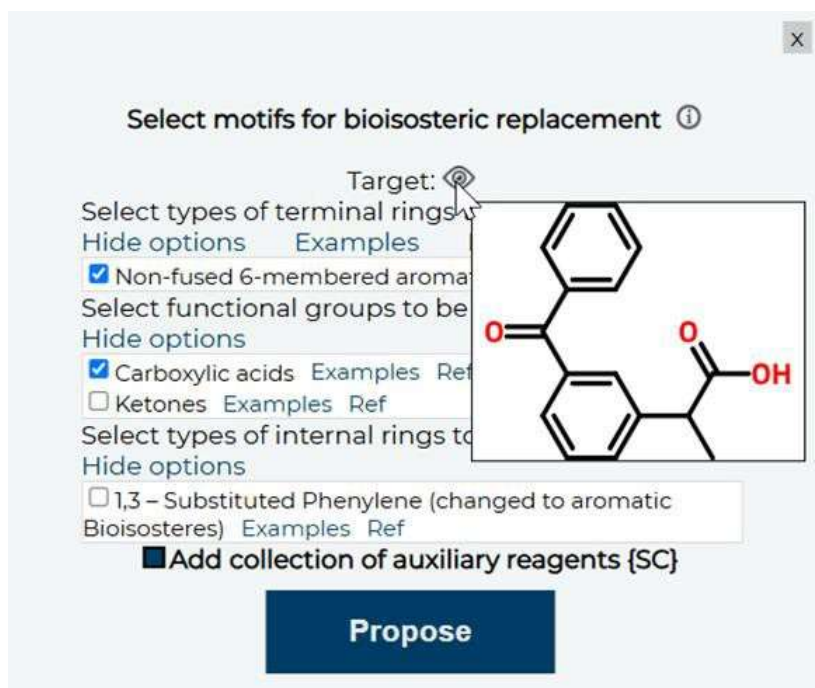 x
Select motifs for bioisosteric replacement ⓘ
Target:
Select types of terminal rings
Hide options Examples
Non-fused 6-membered aroma
Select functional groups to be
Hide options
Carboxylic acids Examples Ref
Ketones Examples Ref
Select types of internal rings to
Hide options
1,3 – Substituted Phenylene (changed to aromatic
Bioisosteres) Examples Ref
Add collection of auxiliary reagents {SC}
Propose
O
O
OH